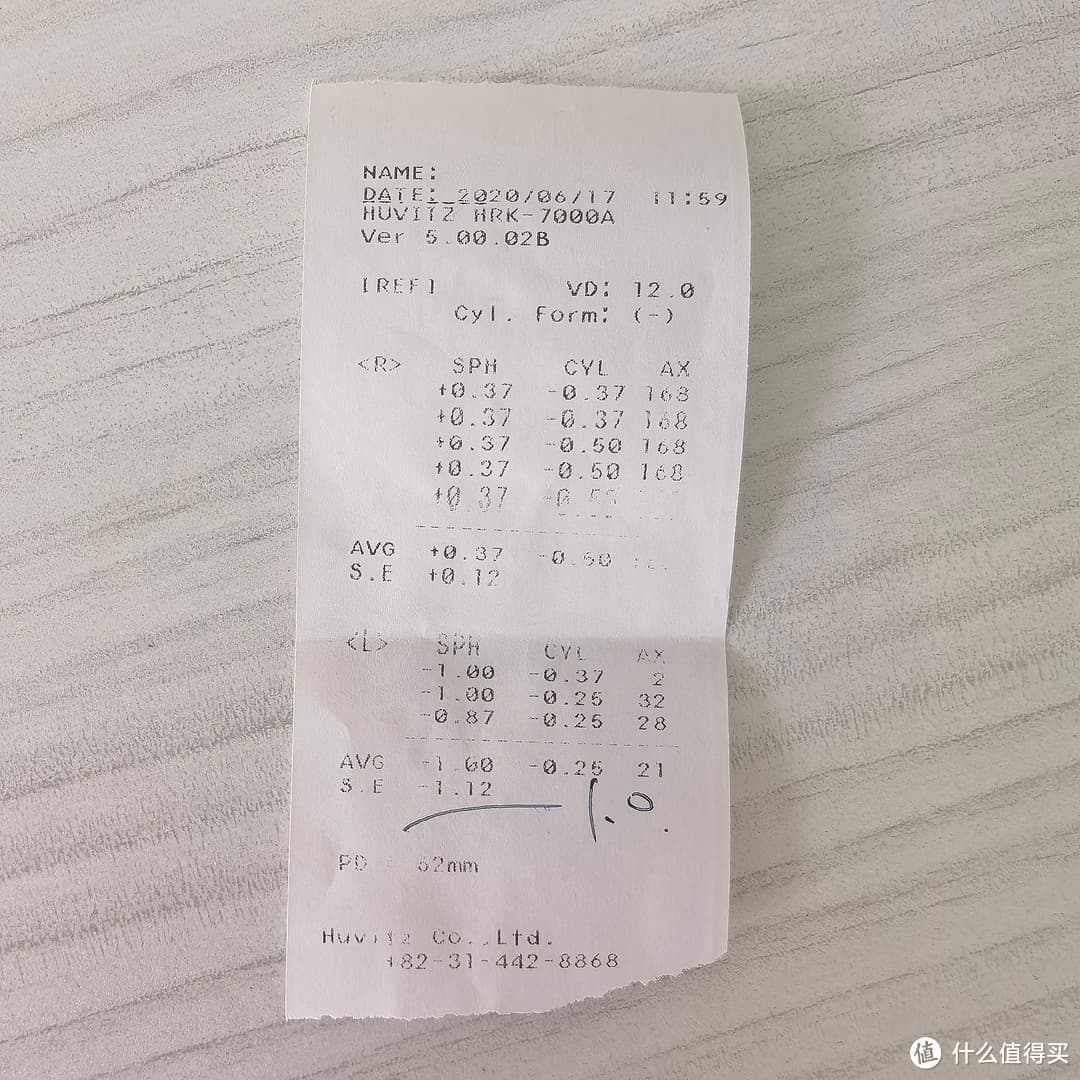 NAME:
DATE: 2020/06/17 11:59
HUVITZ HRK-7000A
Ver 5.00.02B
[REF] VD: 12.0
Cyl. Form: (-)
<R> SPH CYL AX
+0.37 -0.37 168
+0.37 -0.37 168
+0.37 -0.50 168
+0.37 -0.50 168
+0.37
AVG +0.37 -0.50
S.E +0.12
<L> SPH CYL AX
-1.00 -0.37 2
-1.00 -0.25 32
-0.87 -0.25 28
AVG -1.00 -0.25 21
S.E -1.12
1.0.
PD = 62mm
Huvitz Co.,Ltd.
+82-31-442-8868
值 什么值得买